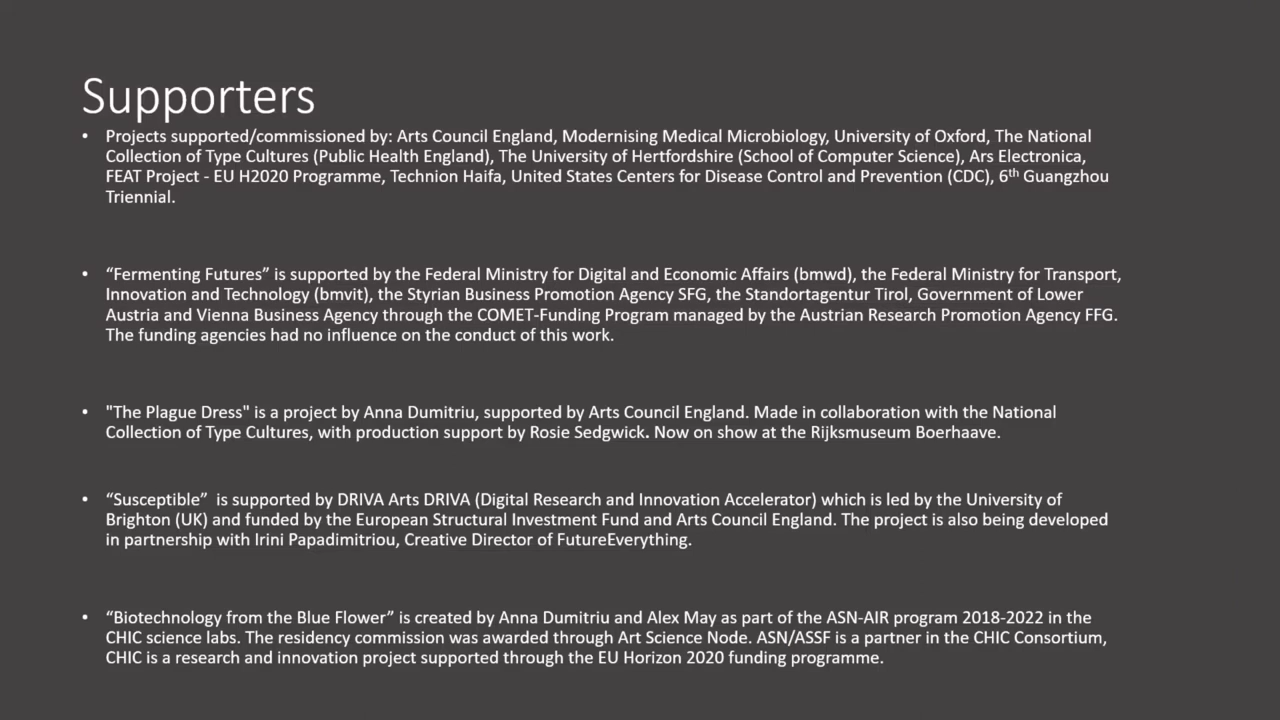 Supporters
• Projects supported/commissioned by: Arts Council England, Modernising Medical Microbiology, University of Oxford, The National
Collection of Type Cultures (Public Health England), The University of Hertfordshire (School of Computer Science), Ars Electronica,
FEAT Project - EU H2020 Programme, Technion Haifa, United States Centers for Disease Control and Prevention (CDC), 6th Guangzhou
Triennial.
• “Fermenting Futures” is supported by the Federal Ministry for Digital and Economic Affairs (bmwd), the Federal Ministry for Transport,
Innovation and Technology (bmvit), the Styrian Business Promotion Agency SFG, the Standortagentur Tirol, Government of Lower
Austria and Vienna Business Agency through the COMET-Funding Program managed by the Austrian Research Promotion Agency FFG.
The funding agencies had no influence on the conduct of this work.
• "The Plague Dress" is a project by Anna Dumitriu, supported by Arts Council England. Made in collaboration with the National
Collection of Type Cultures, with production support by Rosie Sedgwick. Now on show at the Rijksmuseum Boerhaave.
• “Susceptible”  is supported by DRIVA Arts DRIVA (Digital Research and Innovation Accelerator) which is led by the University of
Brighton (UK) and funded by the European Structural Investment Fund and Arts Council England. The project is also being developed
in partnership with Irini Papadimitriou, Creative Director of FutureEverything.
• “Biotechnology from the Blue Flower” is created by Anna Dumitriu and Alex May as part of the ASN-AIR program 2018-2022 in the
CHIC science labs. The residency commission was awarded through Art Science Node. ASN/ASSF is a partner in the CHIC Consortium,
CHIC is a research and innovation project supported through the EU Horizon 2020 funding programme.